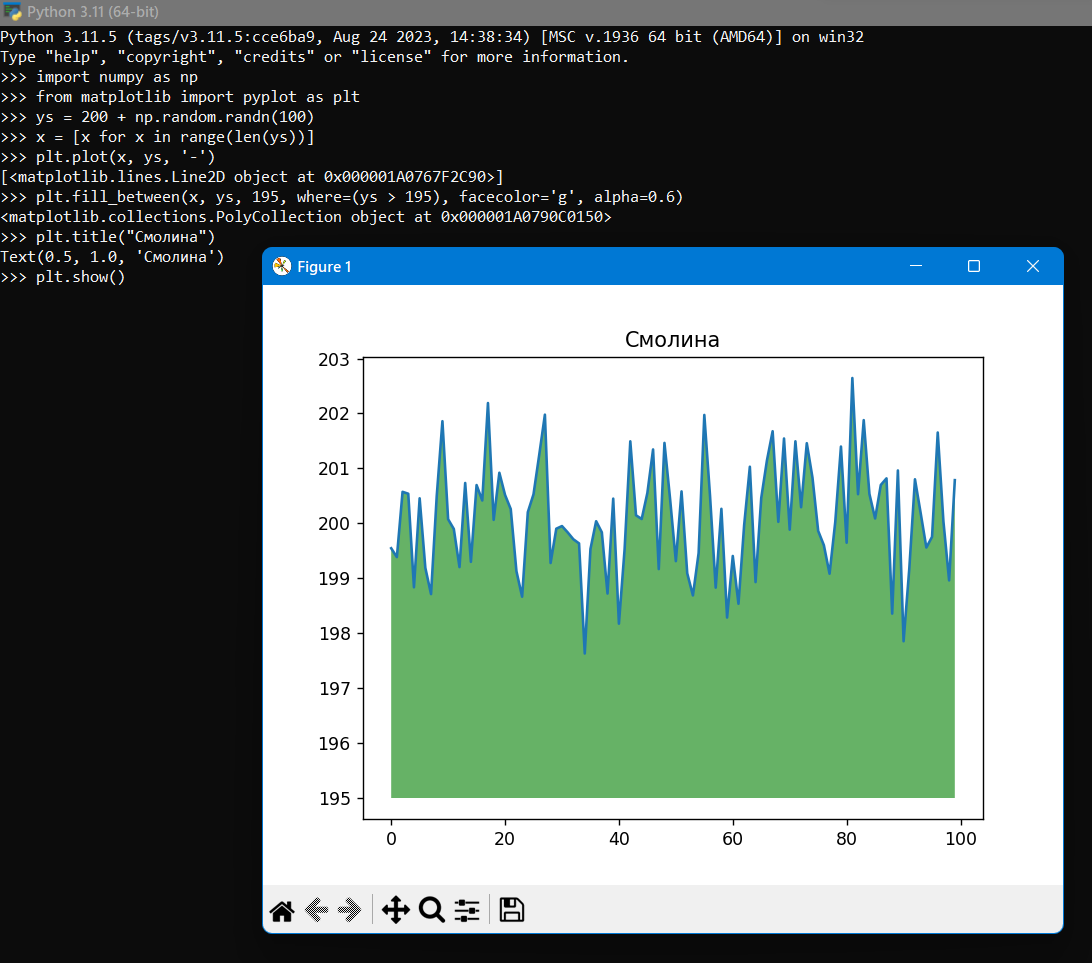 Python 3.11 (64-bit)
Python 3.11.5 (tags/v3.11.5:cce6ba9, Aug 24 2023, 14:38:34) [MSC v.1936 64 bit (AMD64)] on win32
Type "help", "copyright", "credits" or "license" for more information.
>>> import numpy as np
>>> from matplotlib import pyplot as plt
>>> ys = 200 + np.random.randn(100)
>>> x = [x for x in range(len(ys))]
>>> plt.plot(x, ys, '-')
[<matplotlib.lines.Line2D object at 0x000001A0767F2C90>]
>>> plt.fill_between(x, ys, 195, where=(ys > 195), facecolor='g', alpha=0.6)
<matplotlib.collections.PolyCollection object at 0x000001A0790C0150>
>>> plt.title("Смолина")
Text(0.5, 1.0, 'Смолина')
>>> plt.show()
Figure 1
Смолина
203
202
201
200
199
198
197
196
195
0 20 40 60 80 100